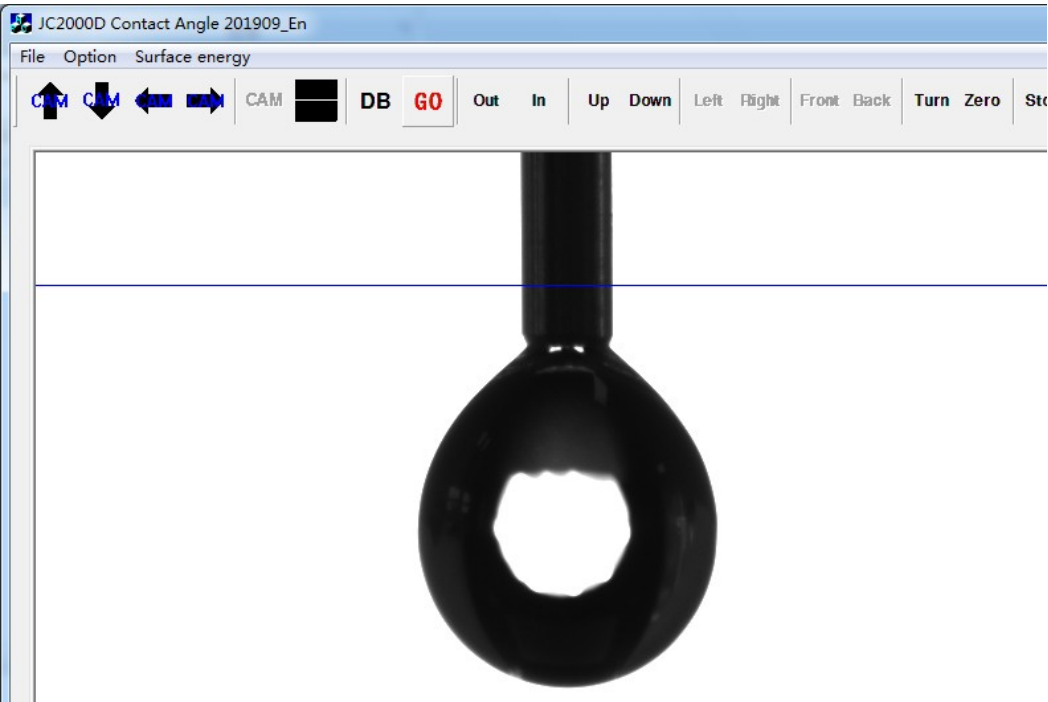 JC2000D Contact Angle 201909_En
File Option Surface energy
CAM CAM CAM CAM CAM DB GO Out In Up Down Left Right Front Back Turn Zero